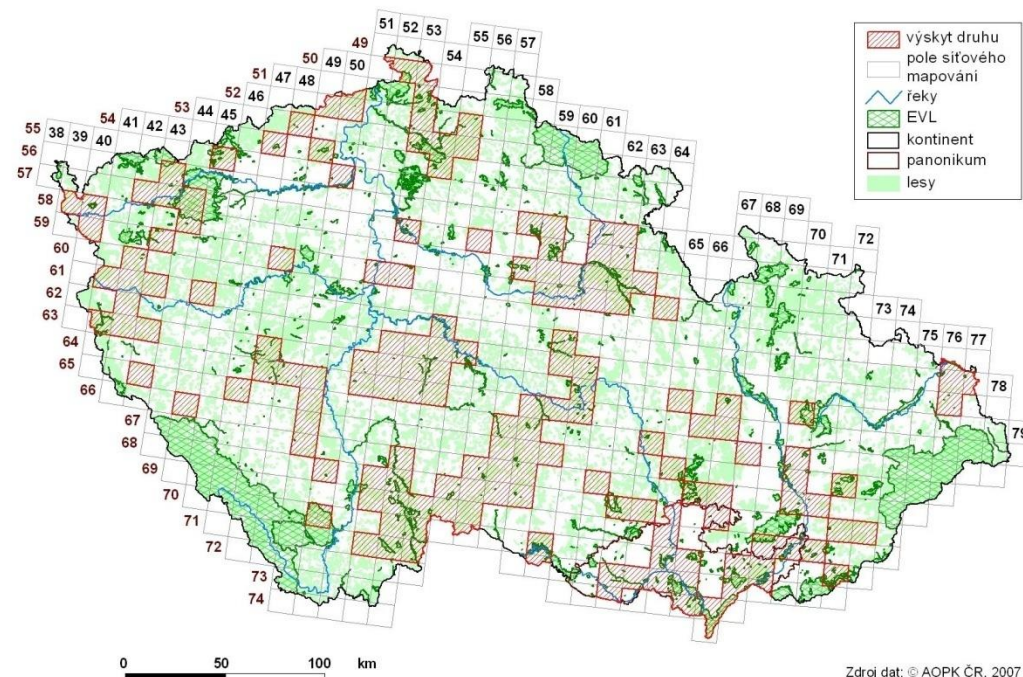 51 52 53
55 56 57
49
54
50
49 50
51
47 48
58
52
46
59 60 61
53
44 45
62 63 64
54
41 42 43
55
38 39 40
56
57
58
59
60
61
62
63
64
65
66
67
68
69
70
71
72
73
74
65 66
67 68 69
70
71
72
73 74
75 76 77
78
79
výskyt druhu
pole síťového
mapování
řeky
EVL
kontinent
panonikum
lesy
0 50 100 km
Zdroj dat: © AOPK ČR, 2007